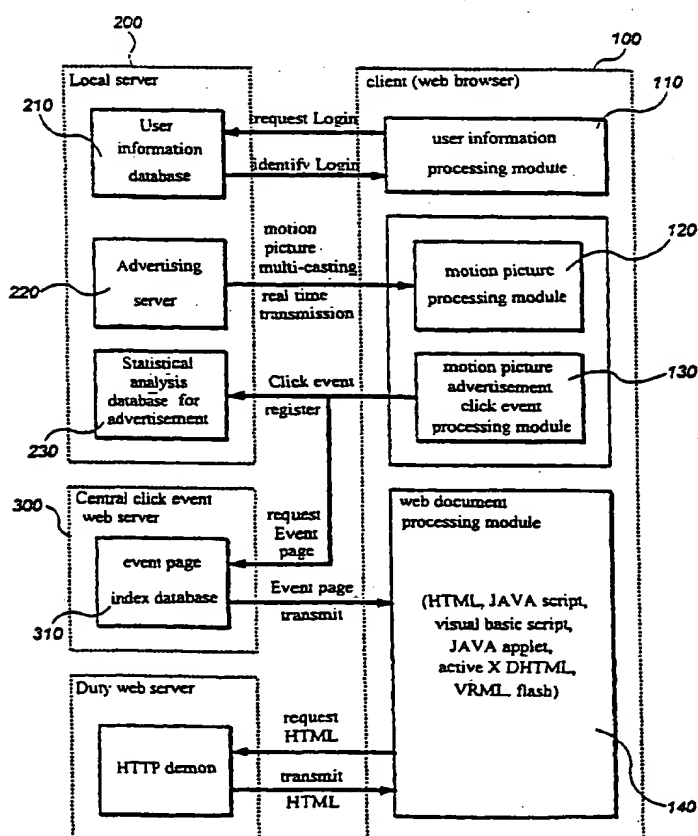 200
100
Local server
client (web browser)
210
110
User
information
database
request Login
identify Login
user information
processing module
motion
picture
multi-casting
real time
transmission
120
Advertising
server
220
motion picture
processing module
Statistical
analysis
database for
advertisement
230
Click event
register
motion picture
advertisement
click event
processing module
130
300
Central click event
web server
request
Event
page
web document
processing module
event page
index database
310
Event page
transmit
(HTML, JAVA script,
visual basic script,
JAVA applet,
active X DHTML,
VRML, flash)
Duty web server
request
HTML
HTTP demon
transmit
HTML
140